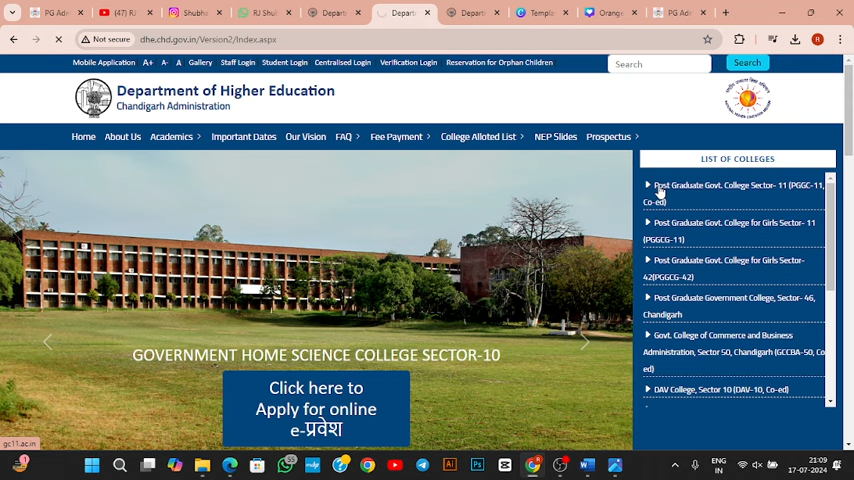 PG Ad
(47) RJ
Shubha
RJ Shub
Depart
Depart
Depart
Templa
Orange
PG Ad
Not secure
dhe.chd.gov.in/Version2/Index.aspx
R
Mobile Application A+ A- A Gallery Staff Login Student Login Centralised Login Verification Login Reservation for Orphan Children
Search
Search
Department of Higher Education
Chandigarh Administration
Home About Us Academics Important Dates Our Vision FAQ Fee Payment College Alloted List NEP Slides Prospectus
LIST OF COLLEGES
Post Graduate Govt. College Sector- 11 (PGGC-11,
Co-ed)
Post Graduate Govt. College for Girls Sector- 11
(PGGCG-11)
Post Graduate Govt. College for Girls Sector-
42(PGGCG-42)
Post Graduate Government College, Sector- 46,
Chandigarh
Govt. College of Commerce and Business
Administration, Sector 50, Chandigarh (GCCBA-50, Co-
ed)
DAV College, Sector 10 (DAV-10, Co-ed)
GOVERNMENT HOME SCIENCE COLLEGE SECTOR-10
Click here to
Apply for online
e-प्रवेश
gc11.ac.in
ENG
IN
21:09
17-07-2024